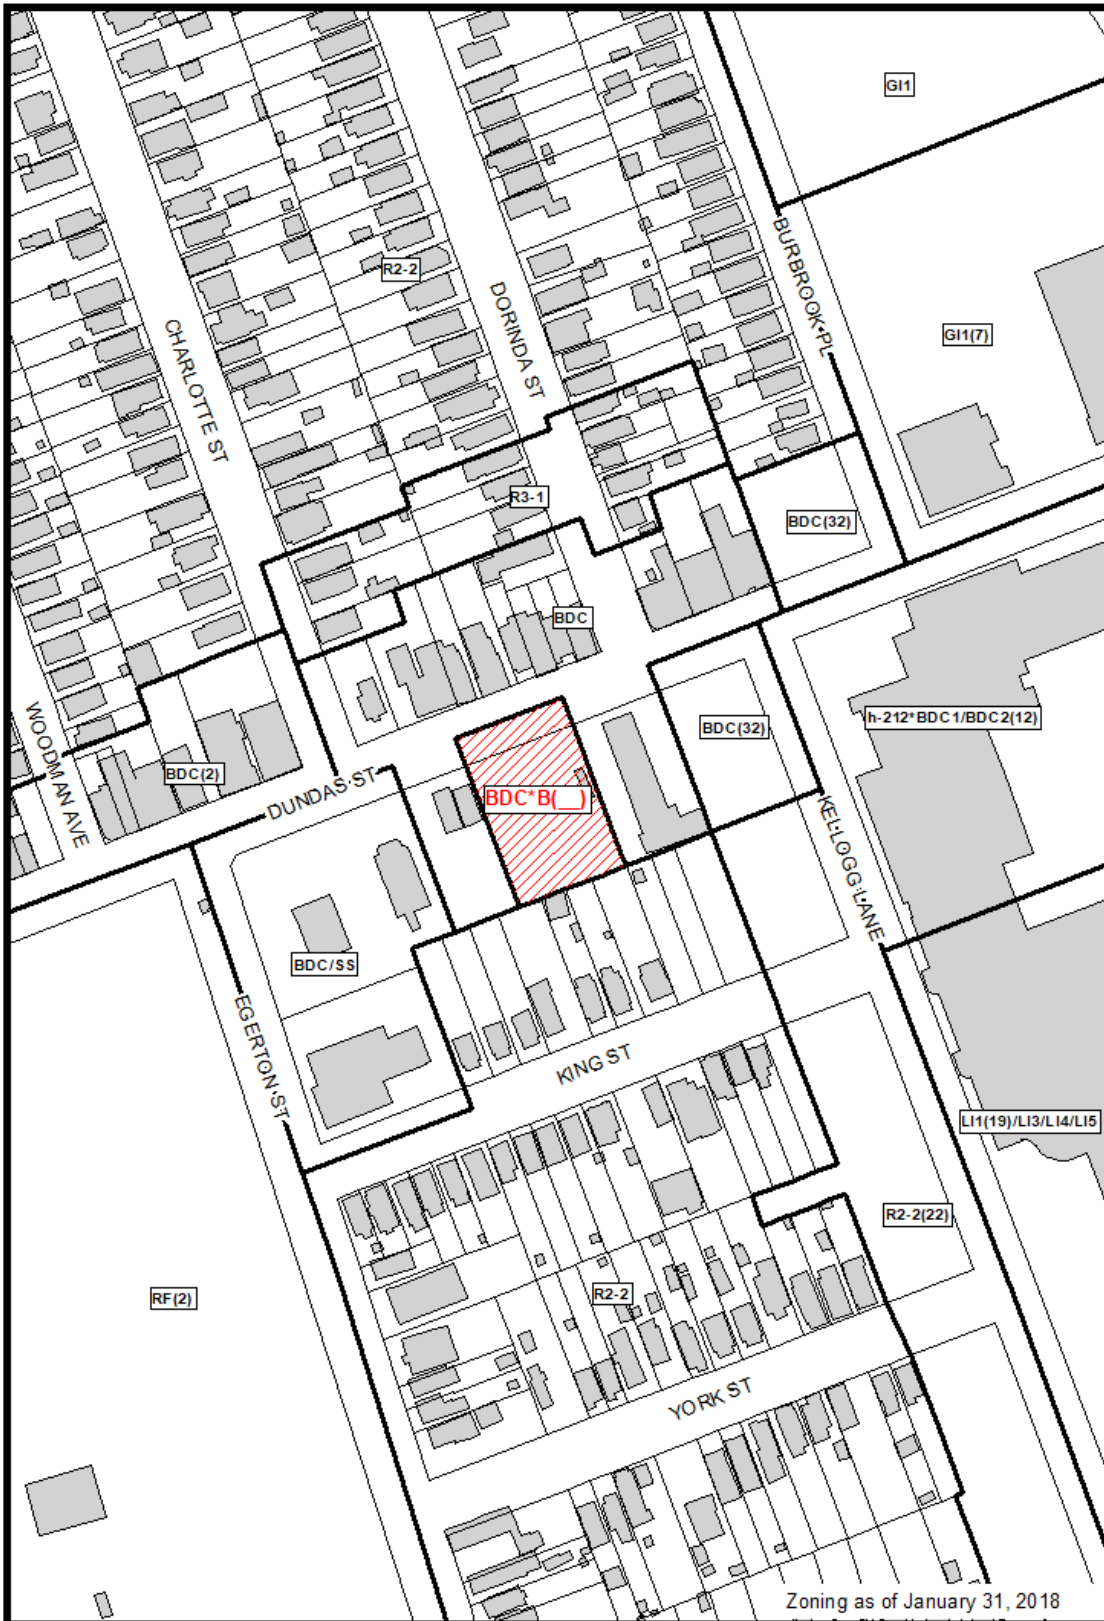 GI1
BURBROOK PL
R2-2
DORINDA ST
CHARLOTTE ST
GI1(7)
R3-1
BDC(32)
BDC
WOODMAN AVE
BDC(2)
DUNDAS ST
BDC(32)
h-212*BDC1/BDC2(12)
BDC*B(__)
KELLOGG LANE
BDC/SS
EGERTON ST
KING ST
LI1(19)/LI3/LI4/LI5
R2-2(22)
RF(2)
R2-2
YORK ST
Zoning as of January 31, 2018